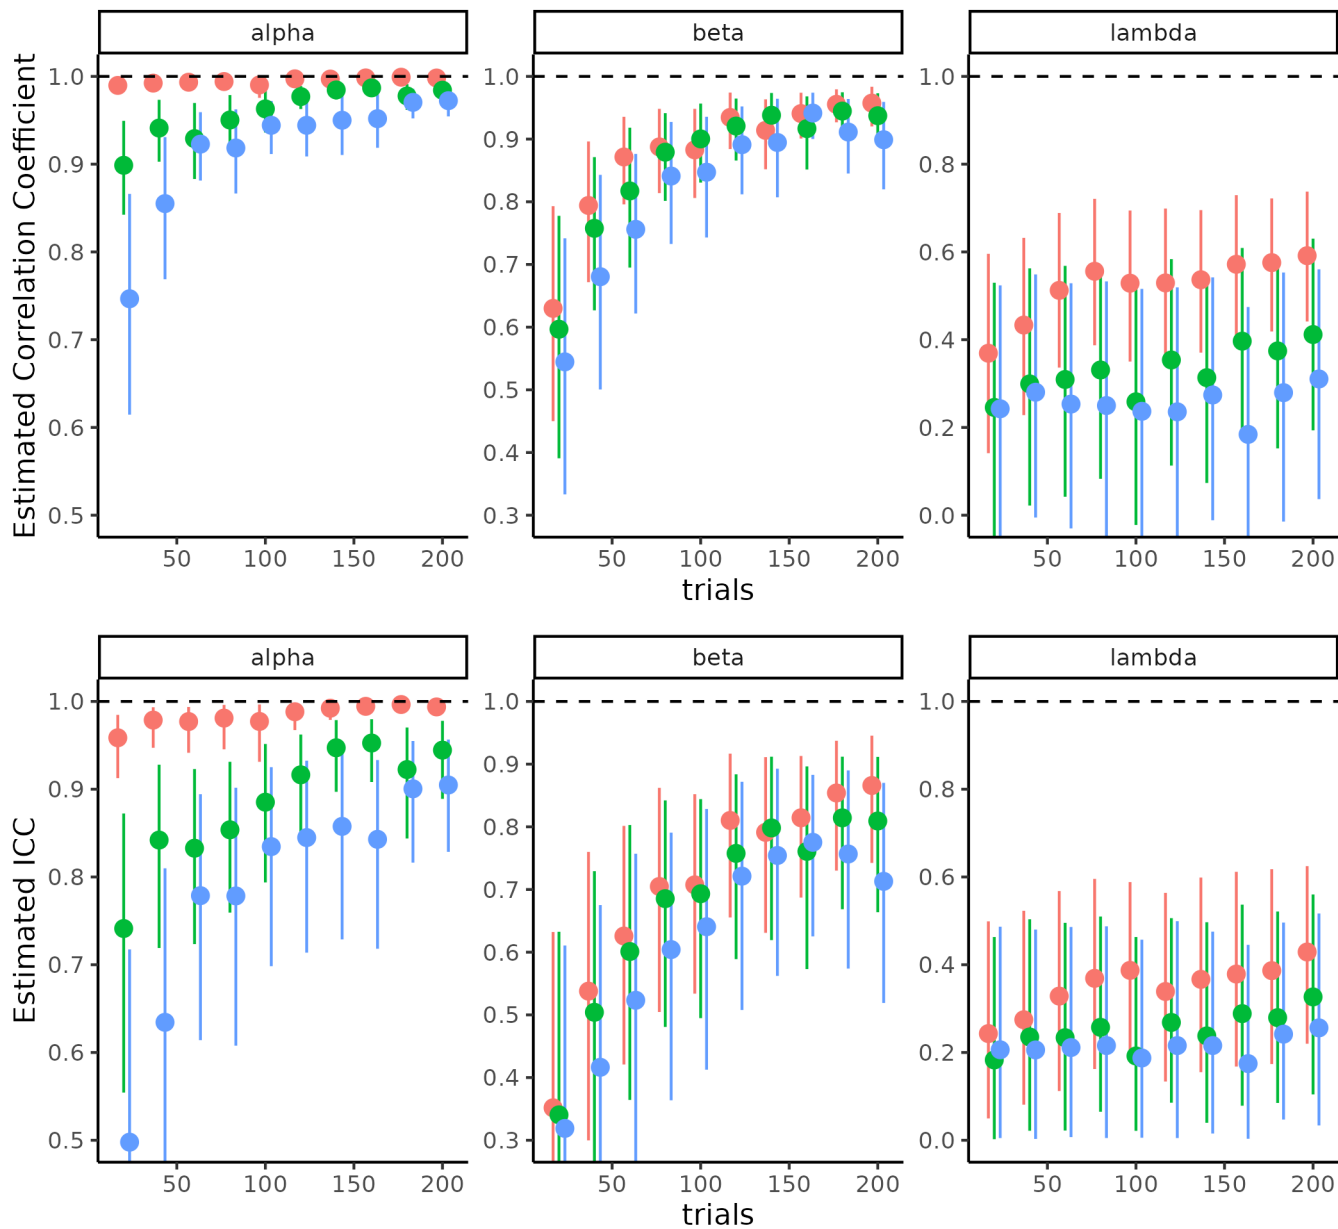 alpha beta lambda
Estimated Correlation Coefficient
1.0 0.9 0.8 0.7 0.6 0.5
1.0 0.9 0.8 0.7 0.6 0.5 0.4 0.3
1.0 0.8 0.6 0.4 0.2 0.0
50 100 150 200 50 100 150 200 50 100 150 200
trials
alpha beta lambda
Estimated ICC
1.0 0.9 0.8 0.7 0.6 0.5
1.0 0.9 0.8 0.7 0.6 0.5 0.4 0.3
1.0 0.8 0.6 0.4 0.2 0.0
50 100 150 200 50 100 150 200 50 100 150 200
trials